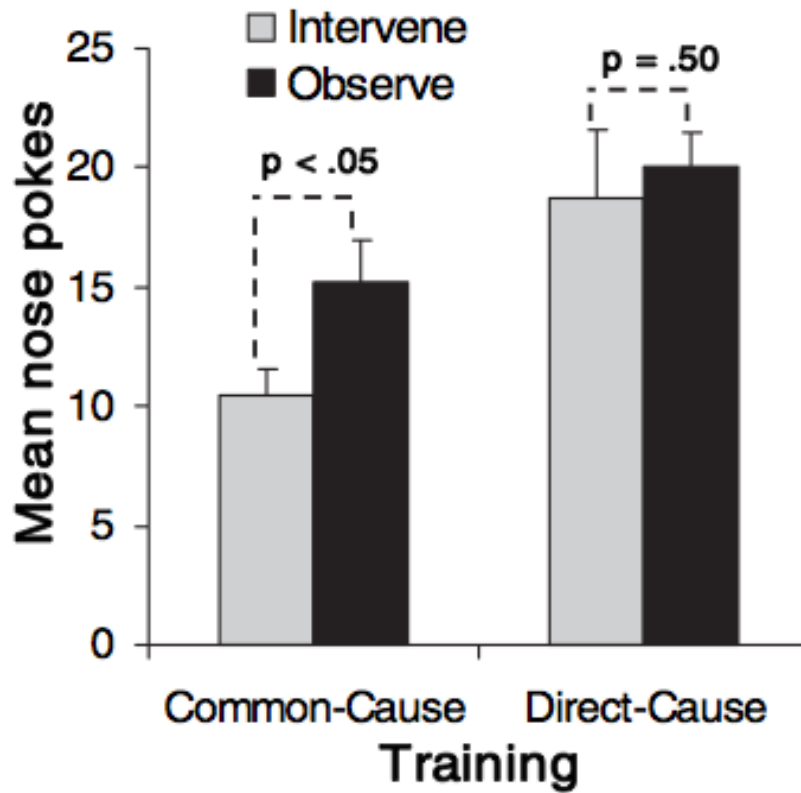 Intervene
Observe
25
20
15
10
5
0
Mean nose pokes
p < .05
p = .50
Common-Cause
Direct-Cause
Training